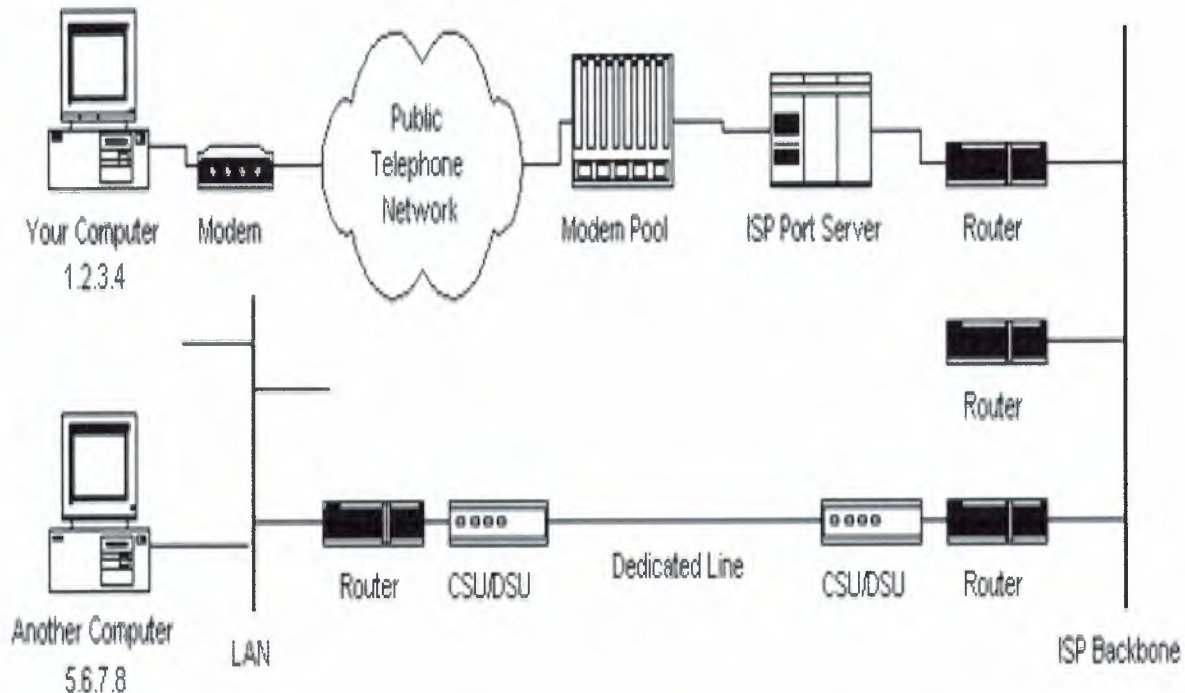 Public
Telephone
Network
Your Computer
1.2.3.4
Modem
Modem Pool
ISP Port Server
Router
Router
Another Computer
5.6.7.8
LAN
Router
CSU/DSU
Dedicated Line
CSU/DSU
Router
ISP Backbone